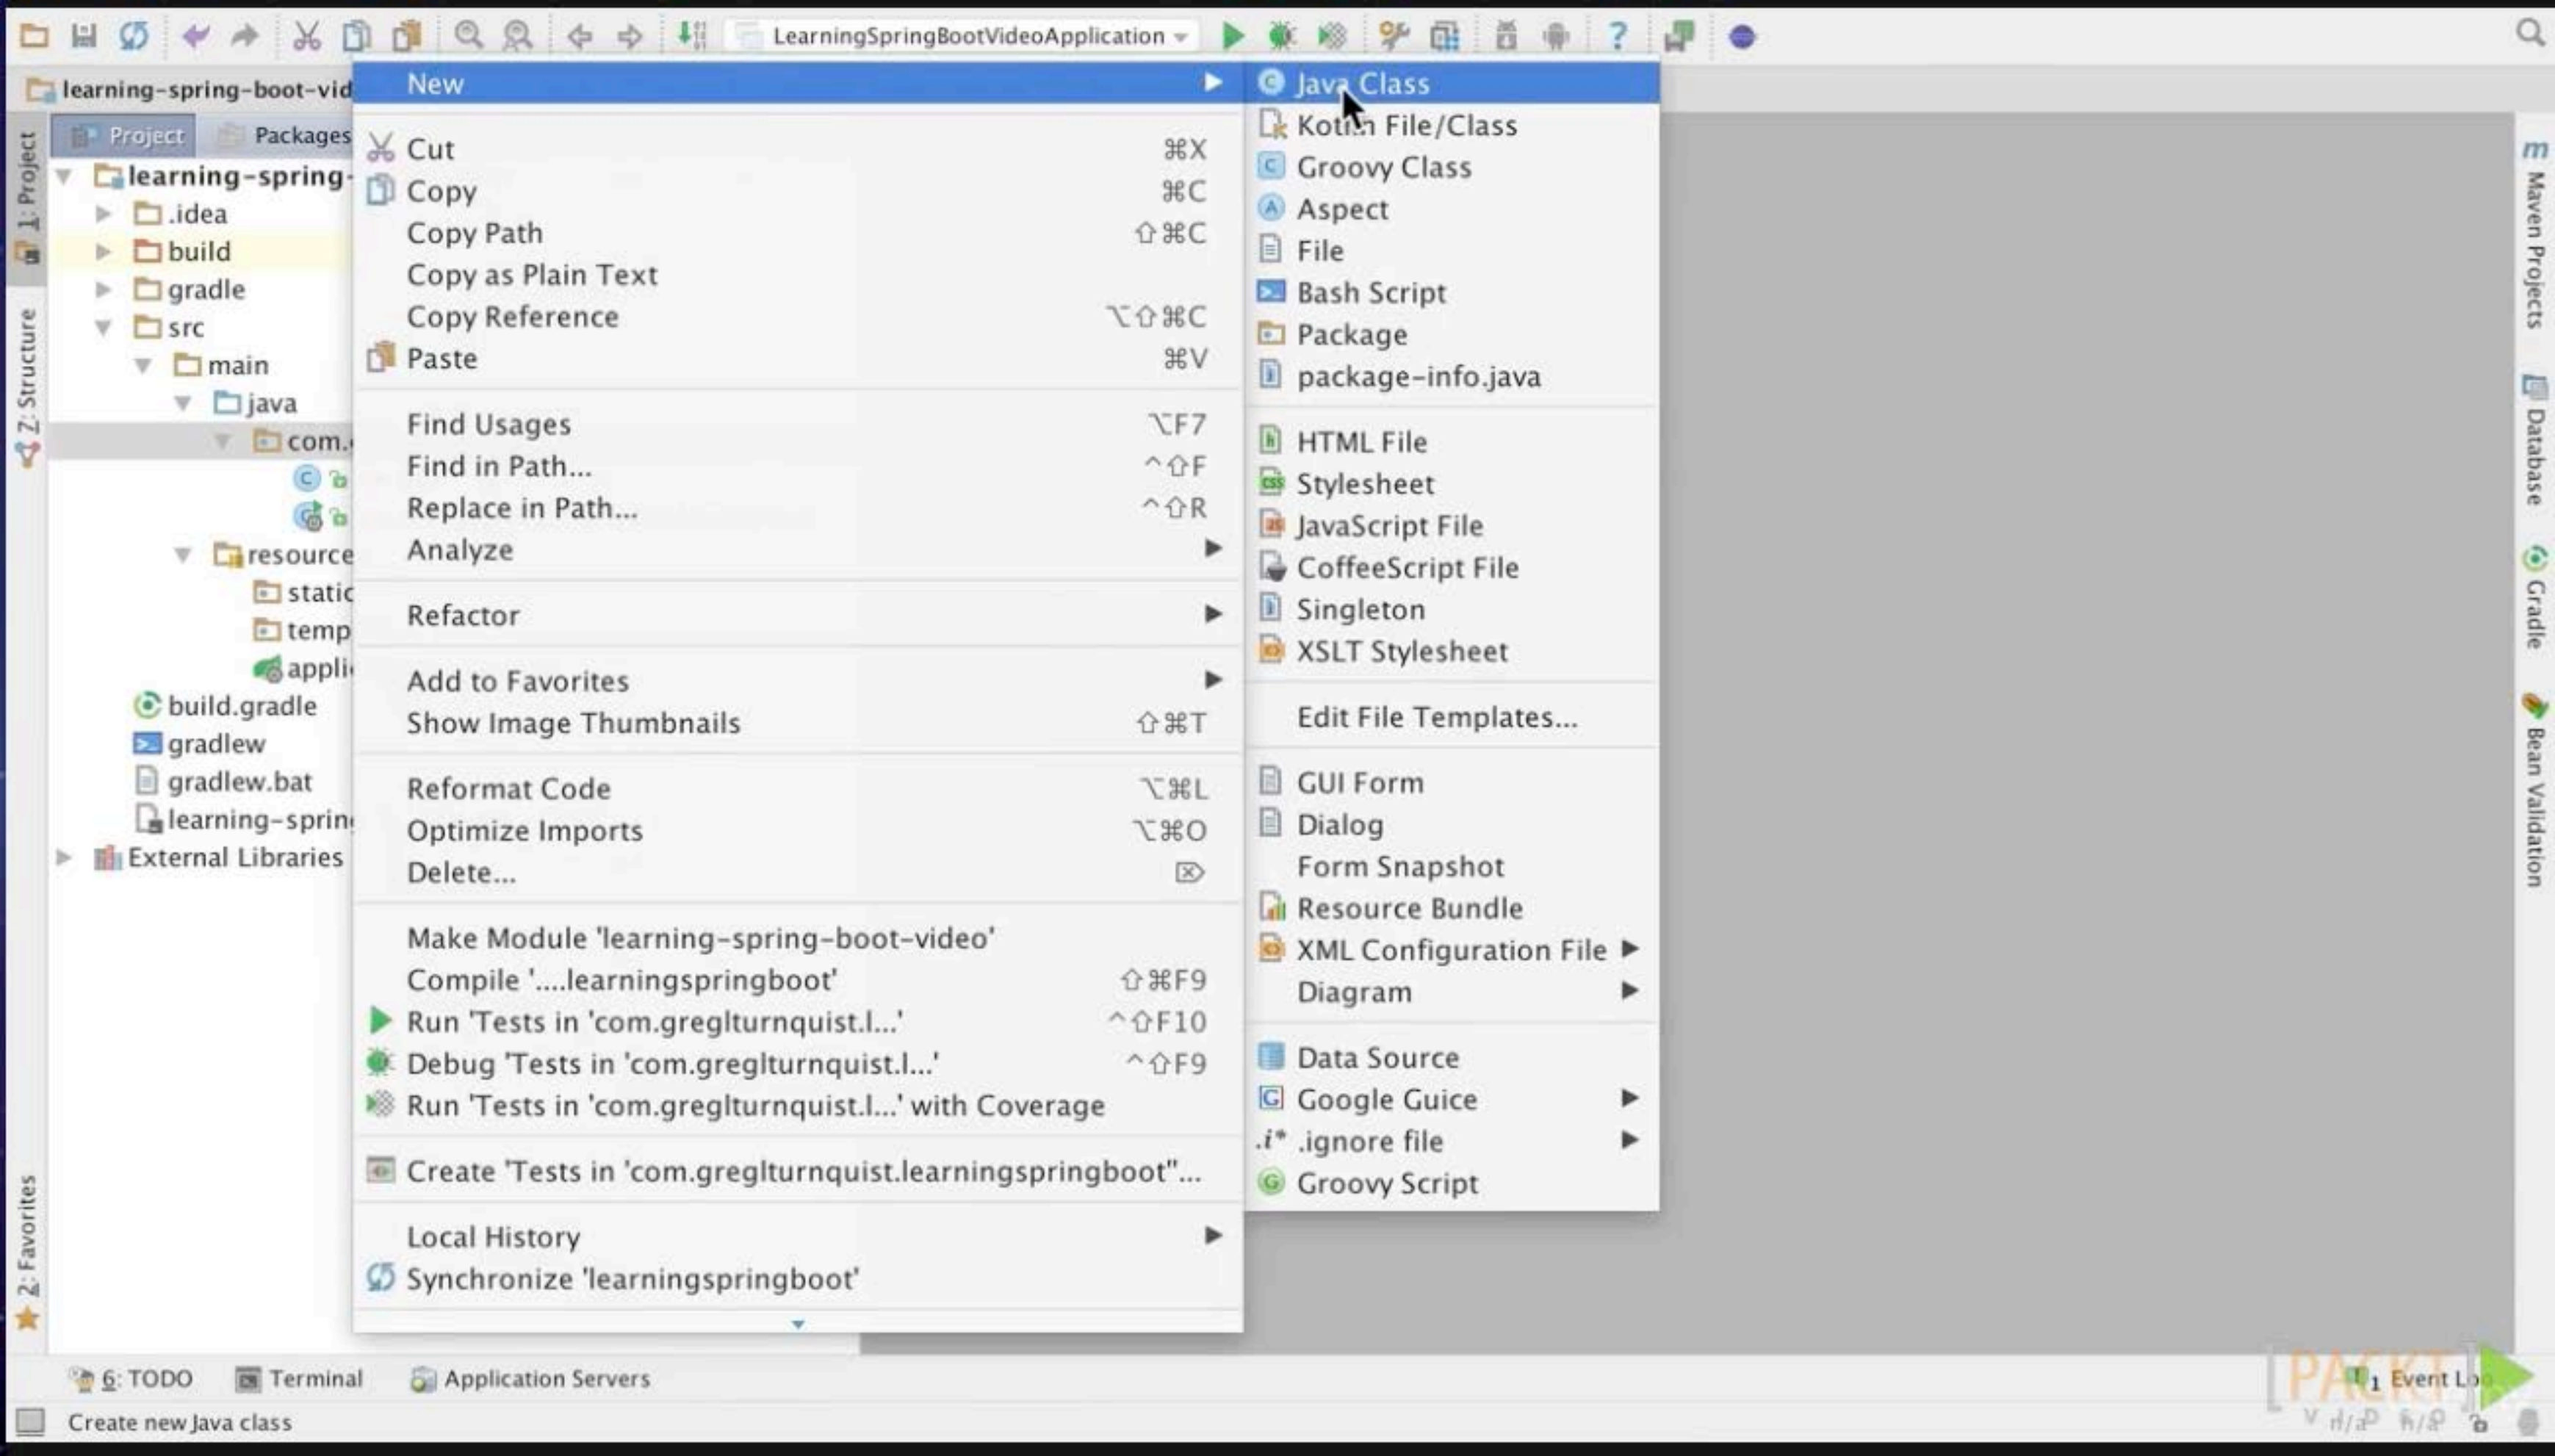 LearningSpringBootVideoApplication
learning-spring-boot-vid
1: Project
Z: Structure
2: Favorites
Project
Packages
learning-spring-
.idea
build
gradle
src
main
java
com.
resource
static
temp
appli
build.gradle
gradlew
gradlew.bat
learning-spring
External Libraries
New
Cut ⌘X
Copy ⌘C
Copy Path ⇧⌘C
Copy as Plain Text
Copy Reference ⌥⇧⌘C
Paste ⌘V
Find Usages ⌥F7
Find in Path... ^⇧F
Replace in Path... ^⇧R
Analyze
Refactor
Add to Favorites
Show Image Thumbnails ⇧⌘T
Reformat Code ⌥⌘L
Optimize Imports ⌥⌘O
Delete... ⌦
Make Module 'learning-spring-boot-video'
Compile '....learningspringboot' ⇧⌘F9
Run 'Tests in 'com.greglturnquist.l...' ^⇧F10
Debug 'Tests in 'com.greglturnquist.l...' ^⇧F9
Run 'Tests in 'com.greglturnquist.l...' with Coverage
Create 'Tests in 'com.greglturnquist.learningspringboot''...
Local History
Synchronize 'learningspringboot'
Java Class
Kotlin File/Class
Groovy Class
Aspect
File
Bash Script
Package
package-info.java
HTML File
Stylesheet
JavaScript File
CoffeeScript File
Singleton
XSLT Stylesheet
Edit File Templates...
GUI Form
Dialog
Form Snapshot
Resource Bundle
XML Configuration File
Diagram
Data Source
Google Guice
.i* .ignore file
Groovy Script
Maven Projects
Database
Gradle
Bean Validation
6: TODO
Terminal
Application Servers
1 Event Lo
PACKT
Create new Java class
n/a